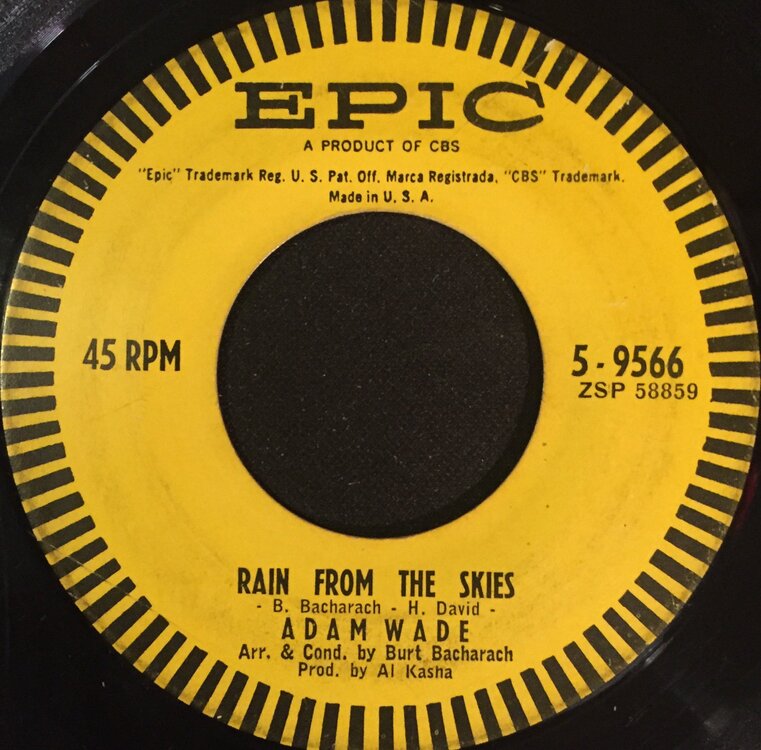 EPIC
A PRODUCT OF CBS
"Epic" Trademark Reg. U. S. Pat. Off. Marca Registrada. "CBS" Trademark.
Made in U. S. A.
45 RPM
5 - 9566
ZSP 58859
RAIN FROM THE SKIES
- B. Bacharach - H. David -
ADAM WADE
Arr. & Cond. by Burt Bacharach
Prod. by Al Kasha